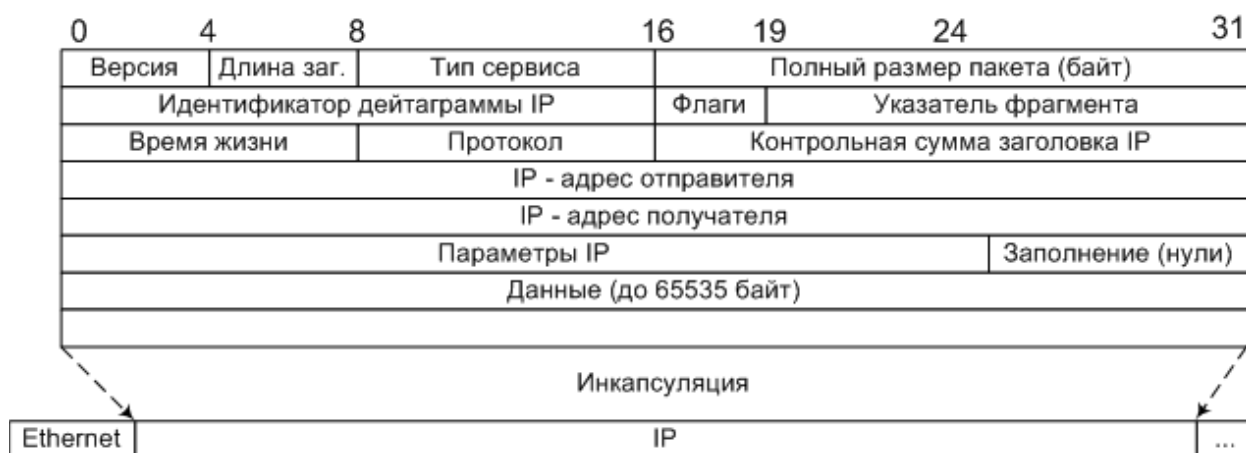 0 4 8 16 19 24 31
Версия Длина заг. Тип сервиса Полный размер пакета (байт)
Идентификатор дейтаграммы IP Флаги Указатель фрагмента
Время жизни Протокол Контрольная сумма заголовка IP
IP - адрес отправителя
IP - адрес получателя
Параметры IP Заполнение (нули)
Данные (до 65535 байт)
Инкапсуляция
Ethernet IP ...